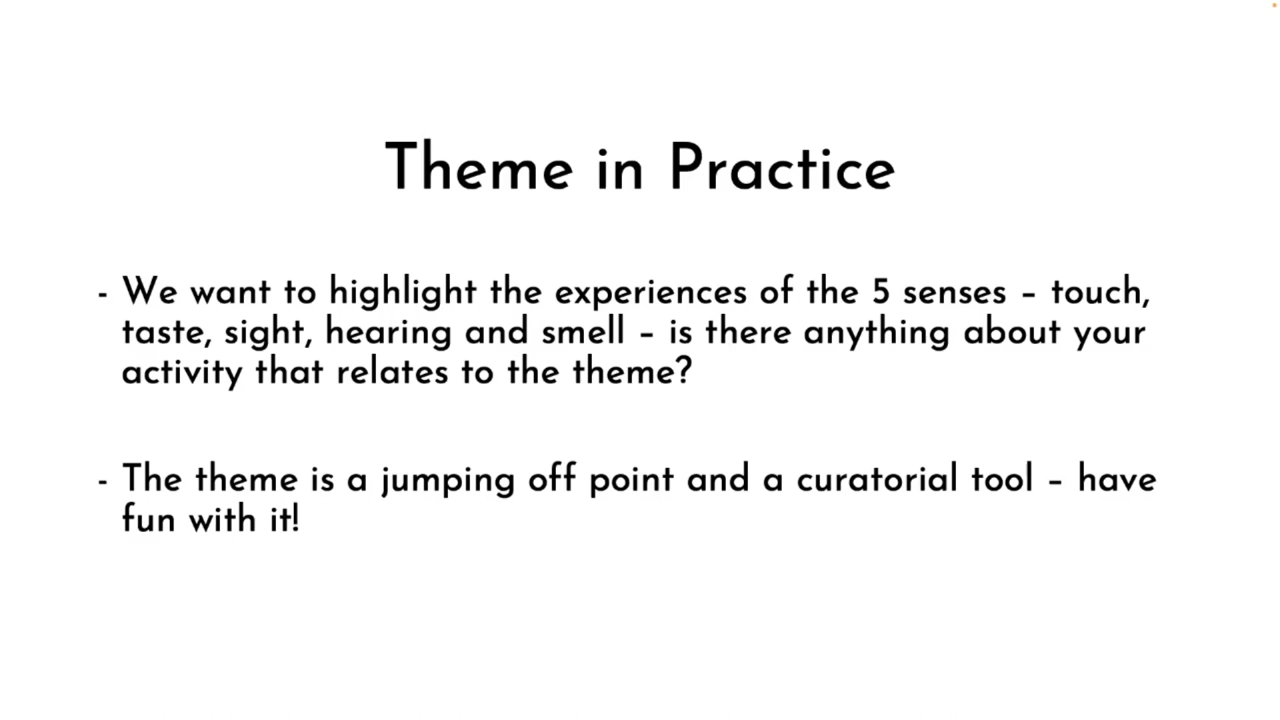 Theme in Practice
- We want to highlight the experiences of the 5 senses – touch,
taste, sight, hearing and smell – is there anything about your
activity that relates to the theme?
- The theme is a jumping off point and a curatorial tool – have
fun with it!